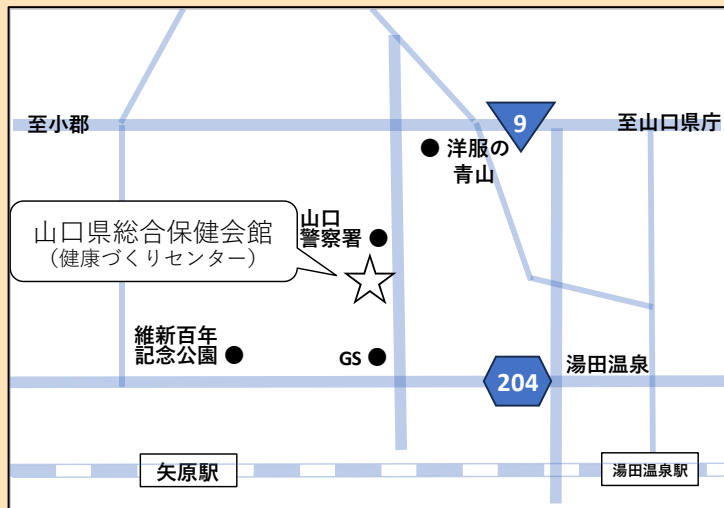 至小郡
9
至山口県庁
洋服の
青山
山口県総合保健会館
（健康づくりセンター）
山口
警察署
維新百年
記念公園
GS
204
湯田温泉
矢原駅
湯田温泉駅